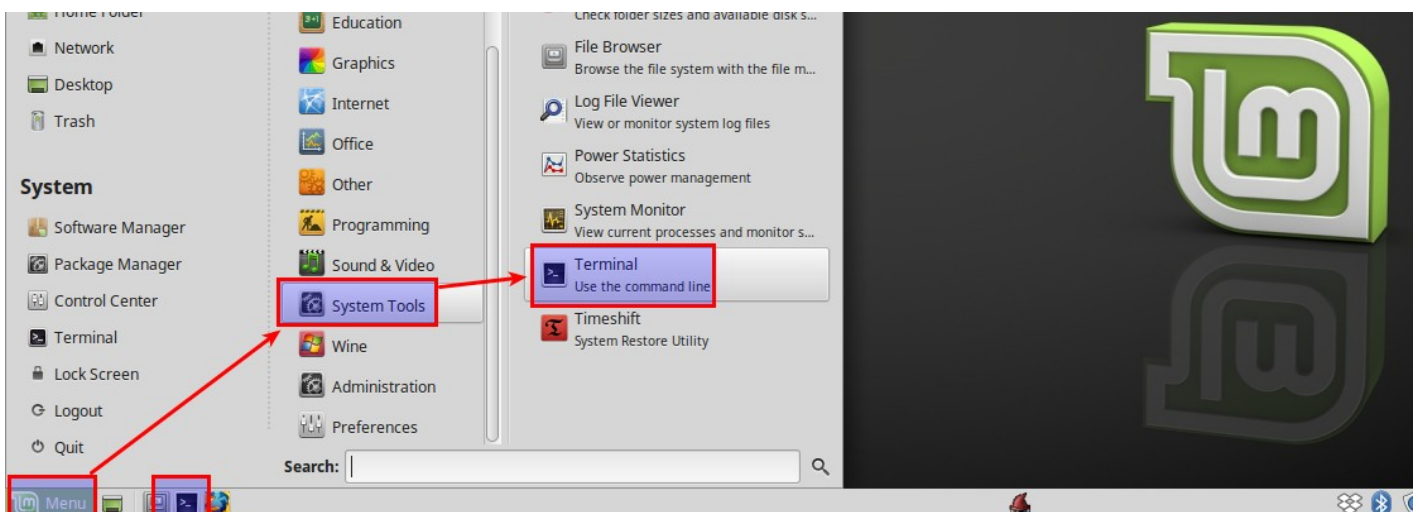 Home Folder
Network
Desktop
Trash
System
Software Manager
Package Manager
Control Center
Terminal
Lock Screen
Logout
Quit
Education
Graphics
Internet
Office
Other
Programming
Sound & Video
System Tools
Wine
Administration
Preferences
Check folder sizes and available disk s...
File Browser
Browse the file system with the file m...
Log File Viewer
View or monitor system log files
Power Statistics
Observe power management
System Monitor
View current processes and monitor s...
Terminal
Use the command line
Timeshift
System Restore Utility
Search:
Menu